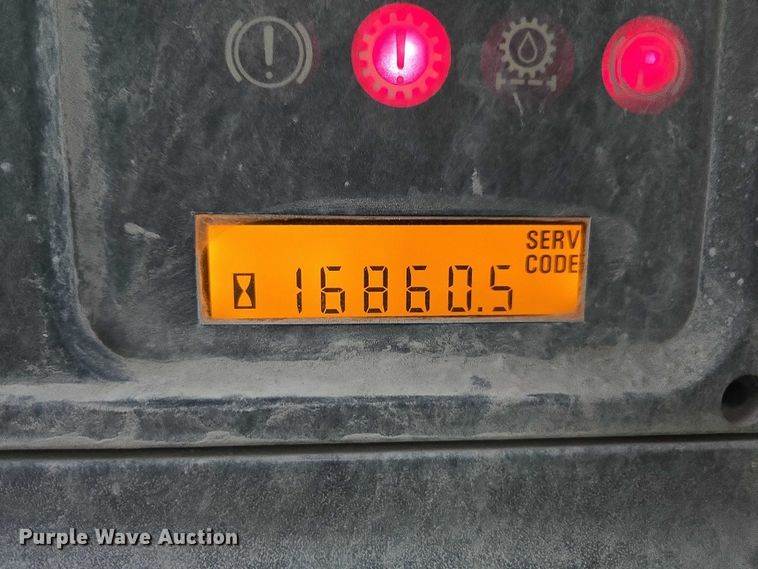 SERV
CODE
16860.5
Purple Wave Auction